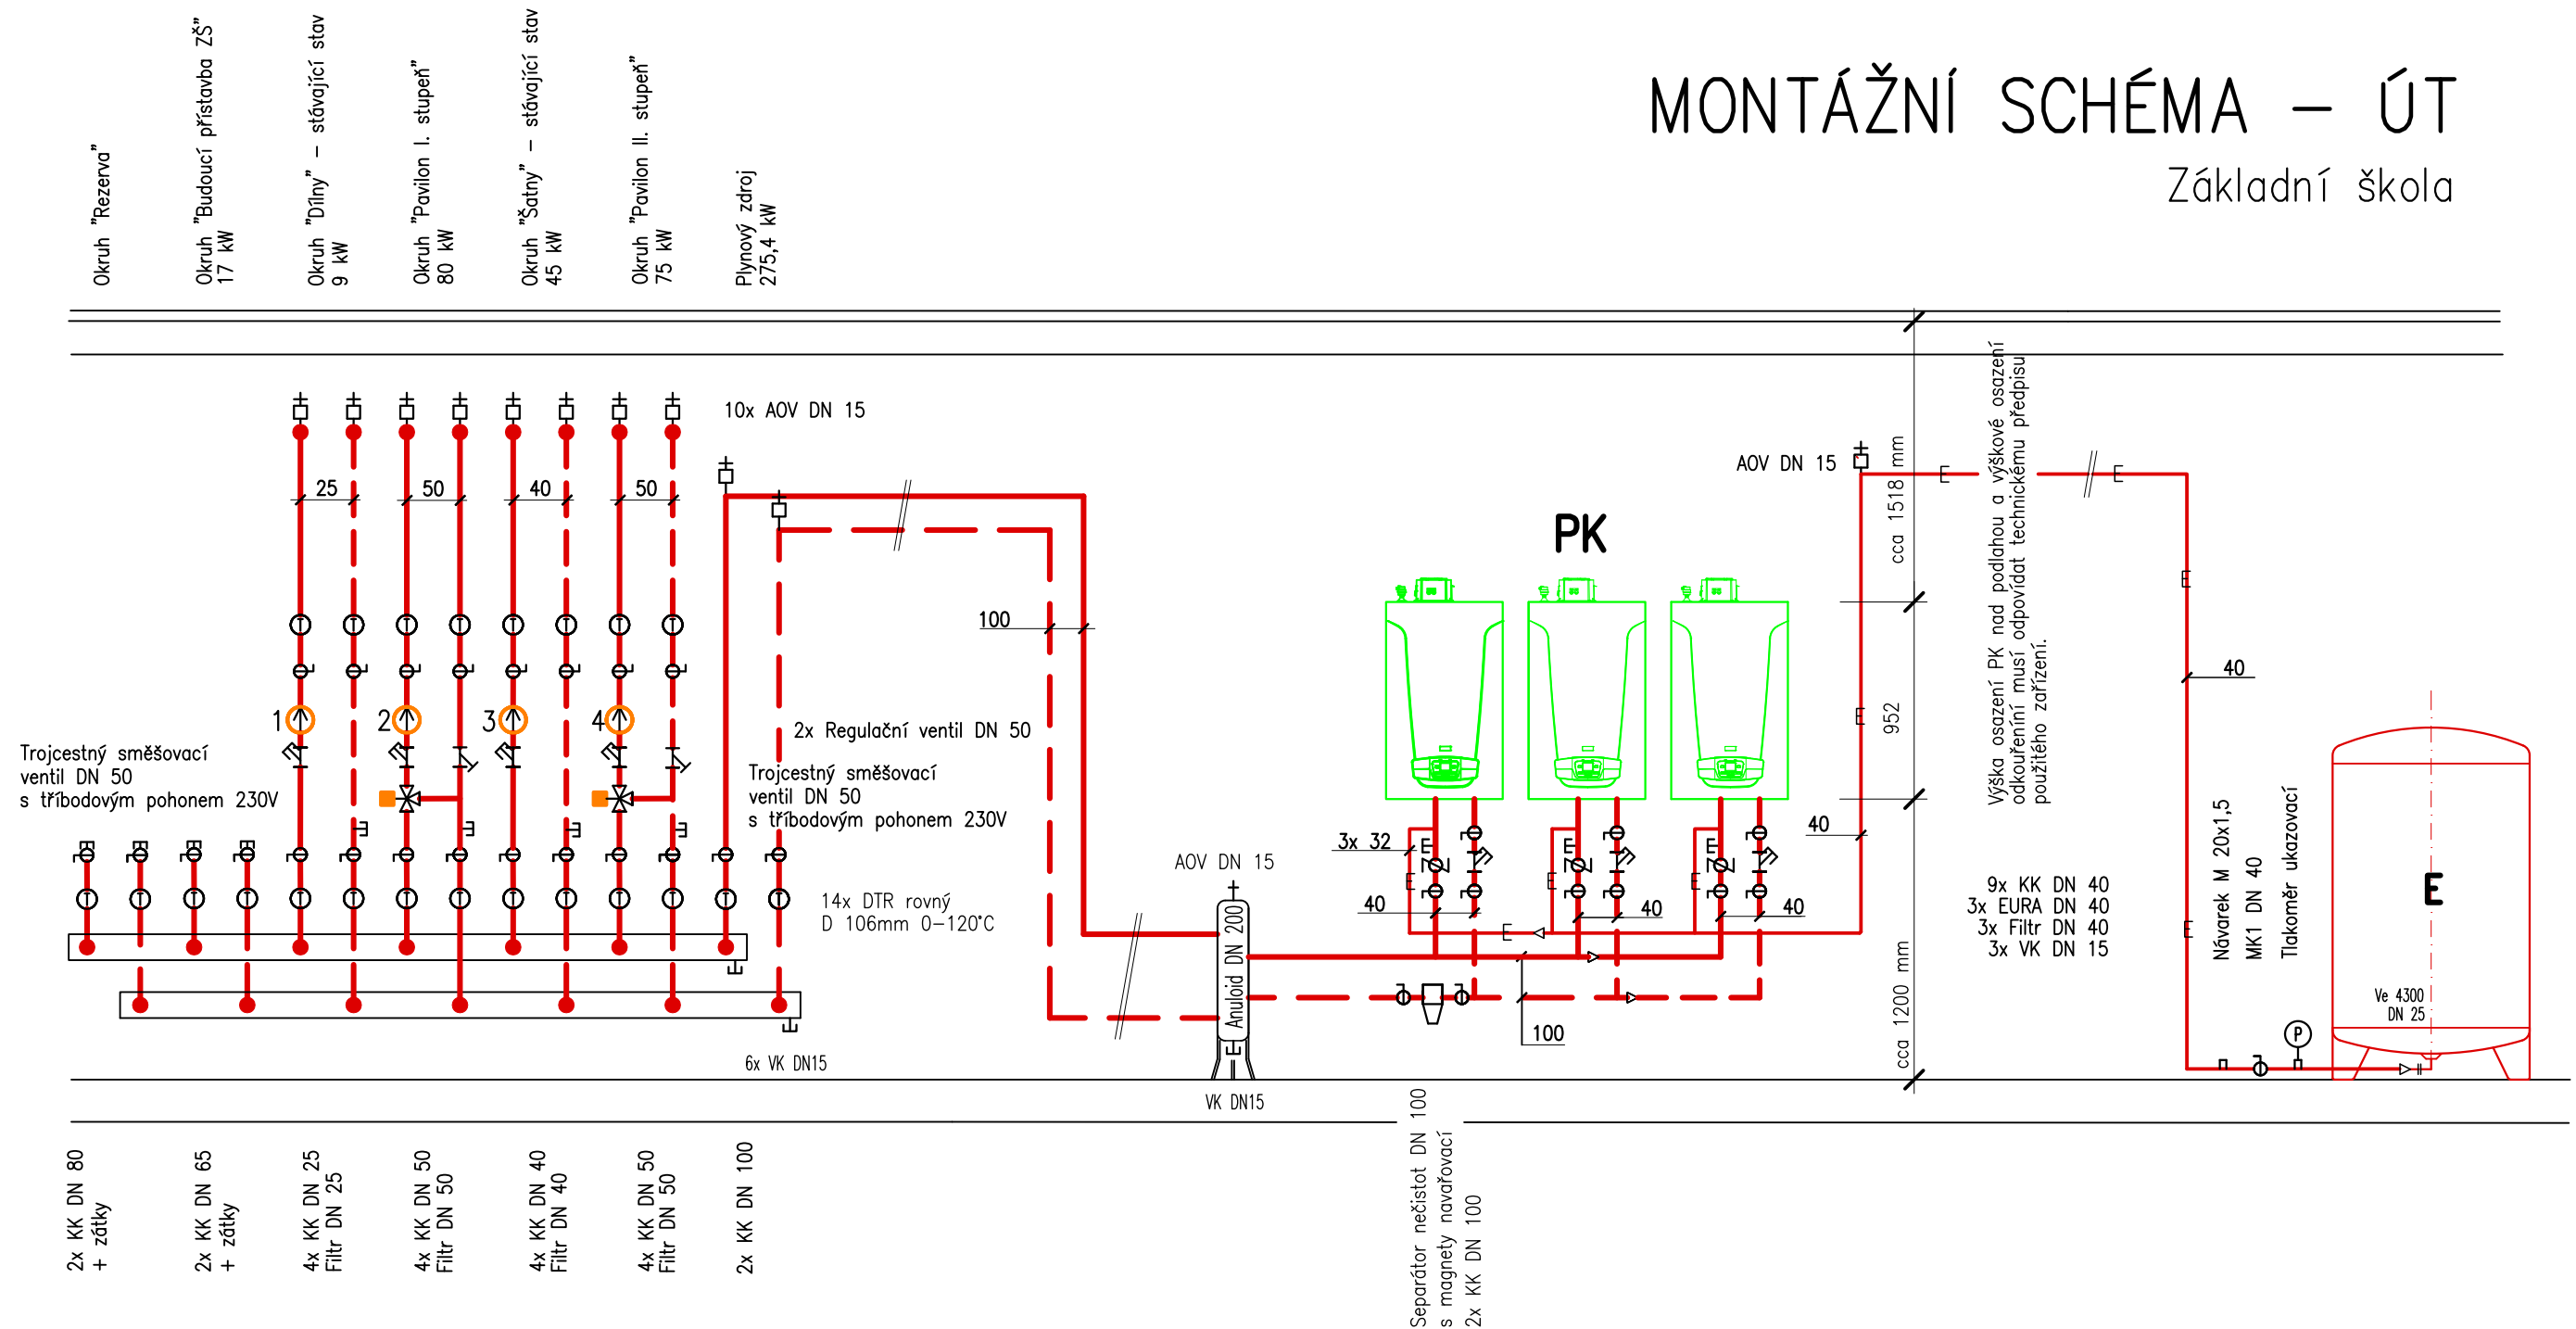 MONTÁŽNÍ SCHÉMA – ÚT
Základní škola
Okruh "Rezerva"
Okruh "Budoucí přístavba ZŠ"
17 kW
Okruh "Dílny" – stávající stav
9 kW
Okruh "Pavilon I. stupeň"
80 kW
Okruh "Šatny" – stávající stav
45 kW
Okruh "Pavilon II. stupeň"
75 kW
Plynový zdroj
275,4 kW
10x AOV DN 15
25
50
40
50
100
1
2
3
4
T
T
T
T
T
T
T
T
Trojcestný směšovací
ventil DN 50
s tříbodovým pohonem 230V
2x Regulační ventil DN 50
Trojcestný směšovací
ventil DN 50
s tříbodovým pohonem 230V
T
T
T
T
T
T
T
T
T
T
T
T
T
T
14x DTR rovný
D 106mm 0–120°C
6x VK DN15
AOV DN 15
Anuloid DN 200
VK DN15
PK
3x 32
40
40
40
100
E
E
E
E
AOV DN 15
E
E
E
E
E
E
40
40
cca 1518 mm
952
cca 1200 mm
Výška osazení PK nad podlahou a výškové osazení
odkouřeníní musí odpovídat technickému předpisu
použitého zařízení.
9x KK DN 40
3x EURA DN 40
3x Filtr DN 40
3x VK DN 15
Návarek M 20x1,5
MK1 DN 40
Tlakoměr ukazovací
P
E
Ve 4300
DN 25
2x KK DN 80
+ zátky
2x KK DN 65
+ zátky
4x KK DN 25
Filtr DN 25
4x KK DN 50
Filtr DN 50
4x KK DN 40
Filtr DN 40
4x KK DN 50
Filtr DN 50
2x KK DN 100
Separátor nečistot DN 100
s magnety navařovací
2x KK DN 100